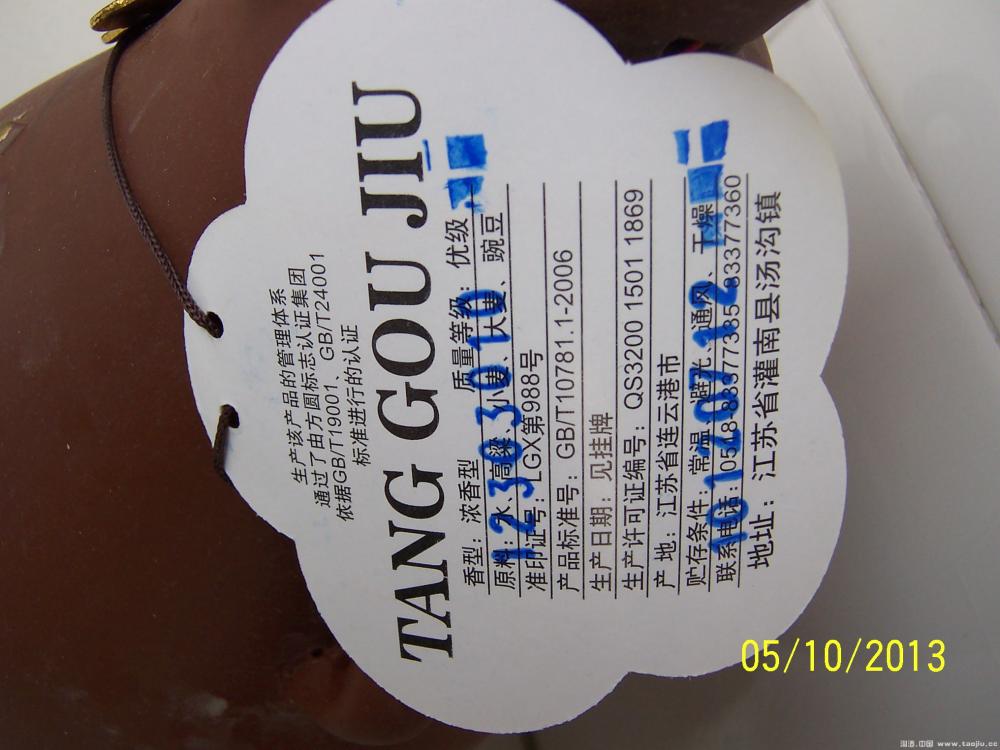 生产该产品的管理体系
通过了由方圆标志认证集团
依据GB/T19001、GB/T24001
标准进行的认证
TANG GOU JIU
香型：浓香型 质量等级：优级
原料：水、高粱、小麦、大麦、豌豆
准印证号：LGX第988号
产品标准号：GB/T10781.1-2006
生产日期：见挂牌
生产许可证编号：QS3200 1501 1869
产 地：江苏省连云港市
贮存条件：常温、避光、通风、干燥
联系电话：0518-83377385 83377360
地址：江苏省灌南县汤沟镇
05/10/2013
淘酒.中国 www.taojiu.cc